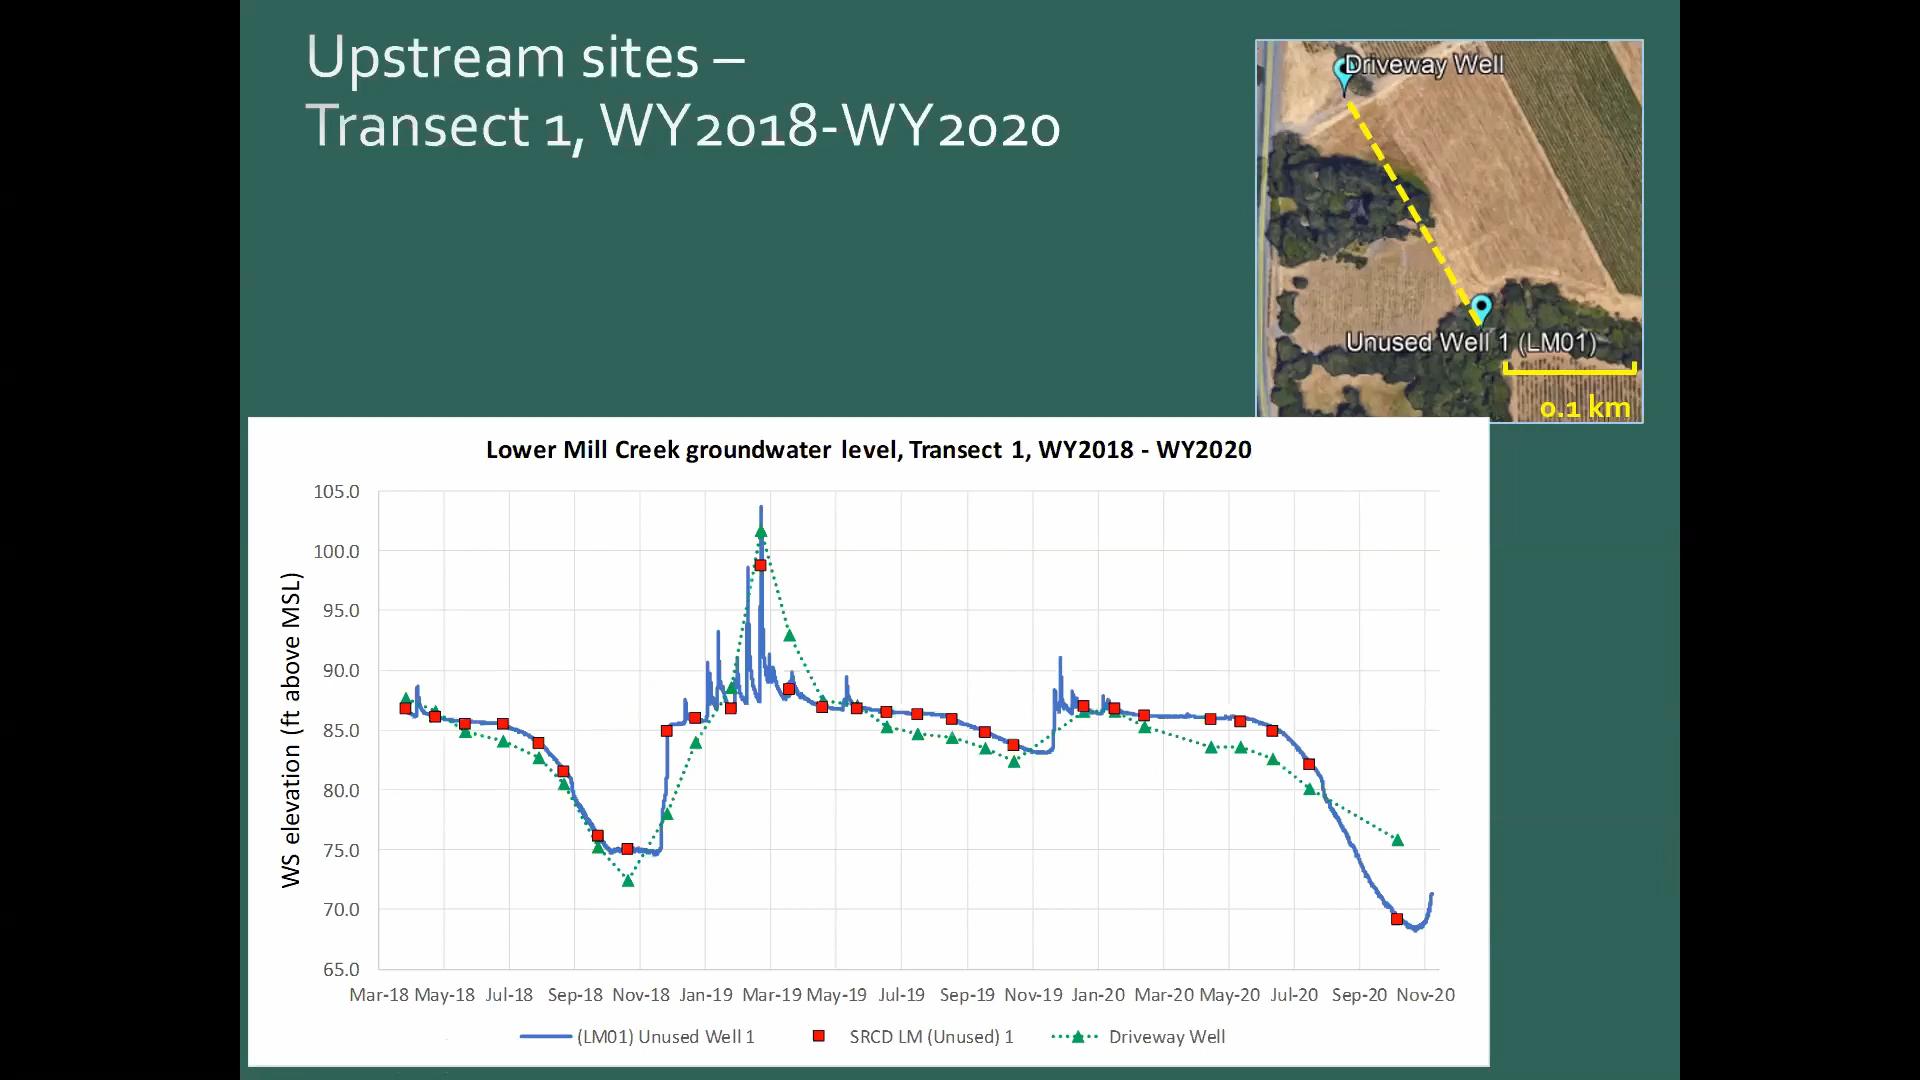 Upstream sites –
Transect 1, WY2018-WY2020
Driveway Well
Unused Well 1 (LM01)
0.1 km
Lower Mill Creek groundwater level, Transect 1, WY2018 - WY2020
WS elevation (ft above MSL)
105.0
100.0
95.0
90.0
85.0
80.0
75.0
70.0
65.0
Mar-18 May-18 Jul-18 Sep-18 Nov-18 Jan-19 Mar-19 May-19 Jul-19 Sep-19 Nov-19 Jan-20 Mar-20 May-20 Jul-20 Sep-20 Nov-20
(LM01) Unused Well 1 SRCD LM (Unused) 1 Driveway Well